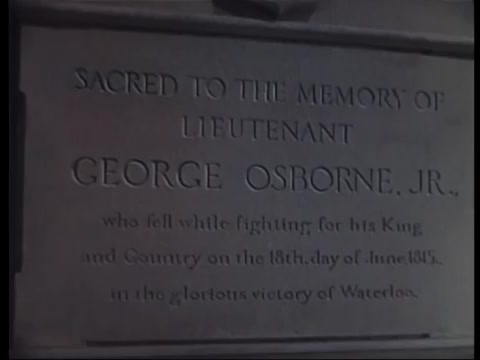 SACRED TO THE MEMORY OF
LIEUTENANT
GEORGE OSBORNE, JR.,
who fell while fighting for his King
and Country on the 18th. day of June, 1815.
in the glorious victory of Waterloo.